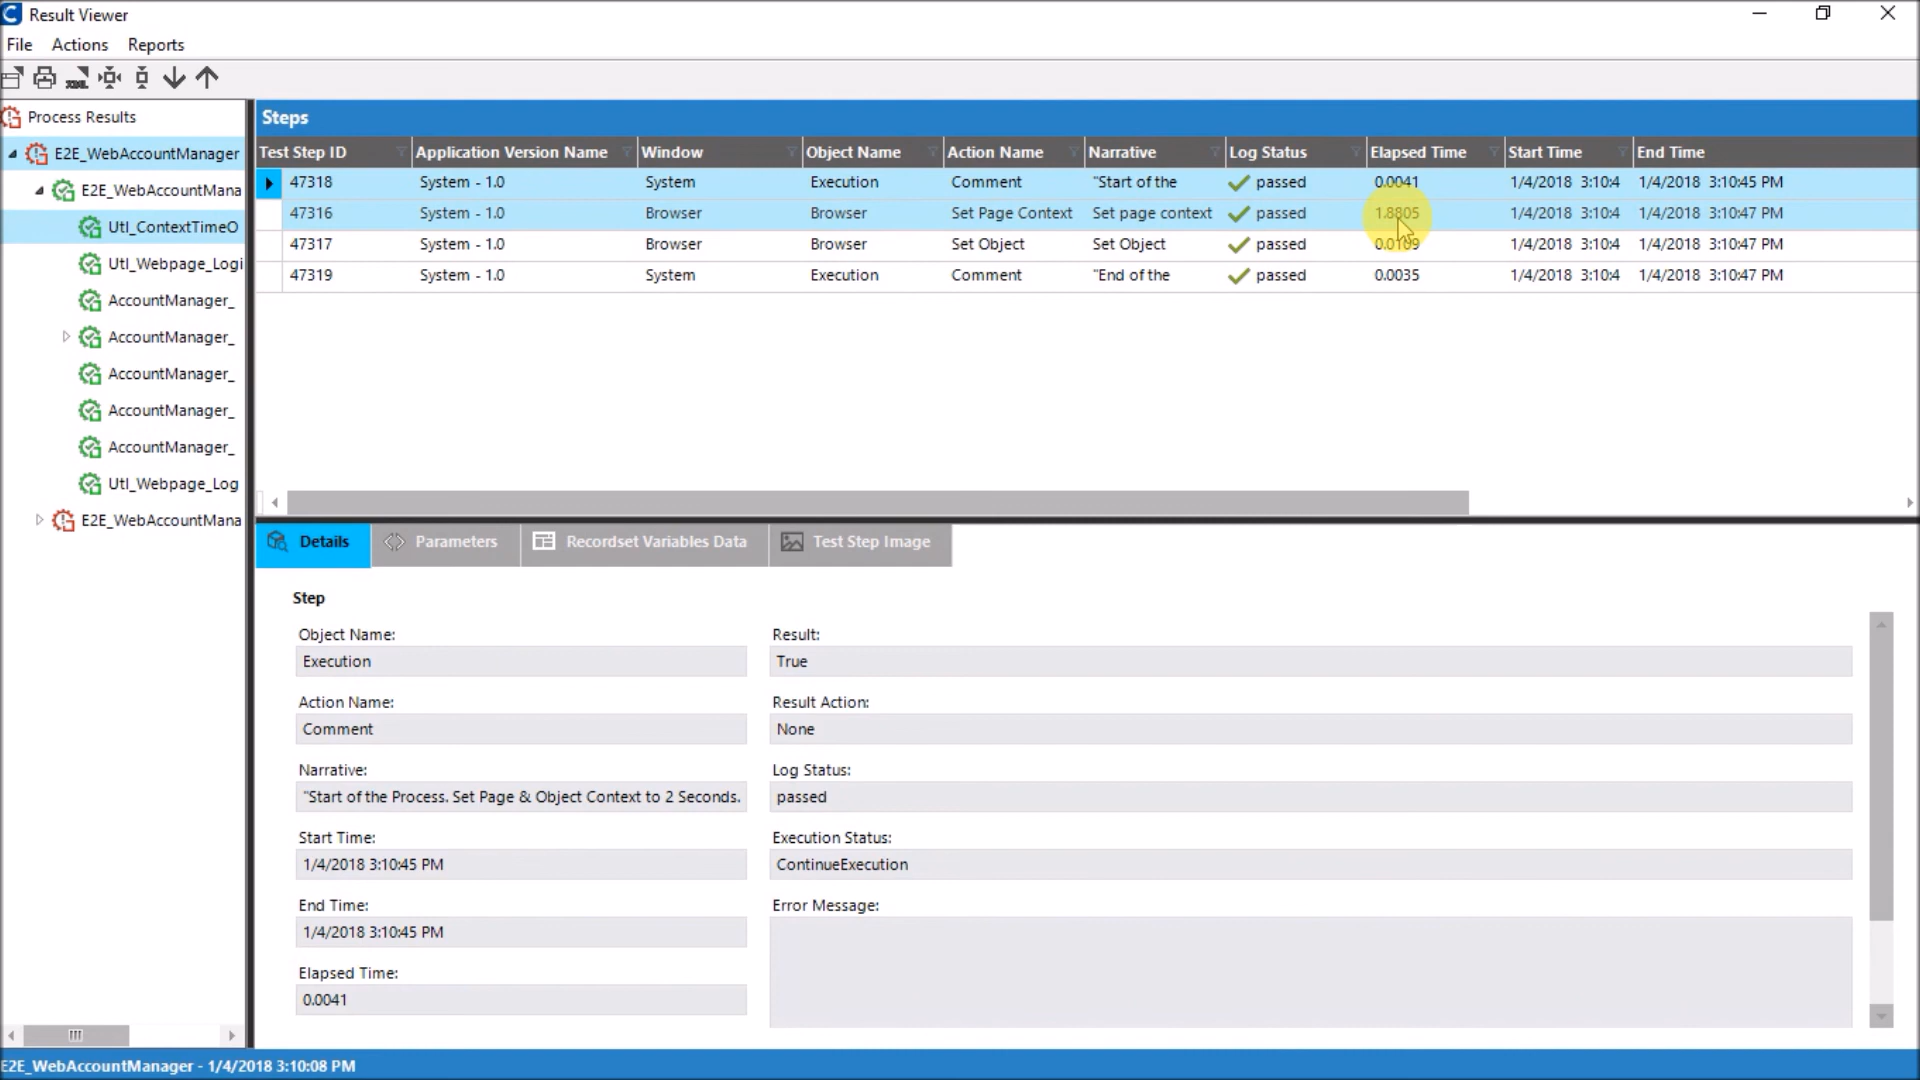 Result Viewer
File Actions Reports
Process Results
E2E_WebAccountManager
E2E_WebAccountMana
Utl_ContextTimeO
Utl_Webpage_Logi
AccountManager_
AccountManager_
AccountManager_
AccountManager_
AccountManager_
Utl_Webpage_Log
E2E_WebAccountMana
Steps
Test Step ID Application Version Name Window Object Name Action Name Narrative Log Status Elapsed Time Start Time End Time
47318 System - 1.0 System Execution Comment "Start of the passed 0.0041 1/4/2018 3:10:4 1/4/2018 3:10:45 PM
47316 System - 1.0 Browser Browser Set Page Context Set page context passed 1.8805 1/4/2018 3:10:4 1/4/2018 3:10:47 PM
47317 System - 1.0 Browser Browser Set Object Set Object passed 0.0109 1/4/2018 3:10:4 1/4/2018 3:10:47 PM
47319 System - 1.0 System Execution Comment "End of the passed 0.0035 1/4/2018 3:10:4 1/4/2018 3:10:47 PM
Details Parameters Recordset Variables Data Test Step Image
Step
Object Name: Result:
Execution True
Action Name: Result Action:
Comment None
Narrative: Log Status:
"Start of the Process. Set Page & Object Context to 2 Seconds. passed
Start Time: Execution Status:
1/4/2018 3:10:45 PM ContinueExecution
End Time: Error Message:
1/4/2018 3:10:45 PM
Elapsed Time:
0.0041
E2E_WebAccountManager - 1/4/2018 3:10:08 PM